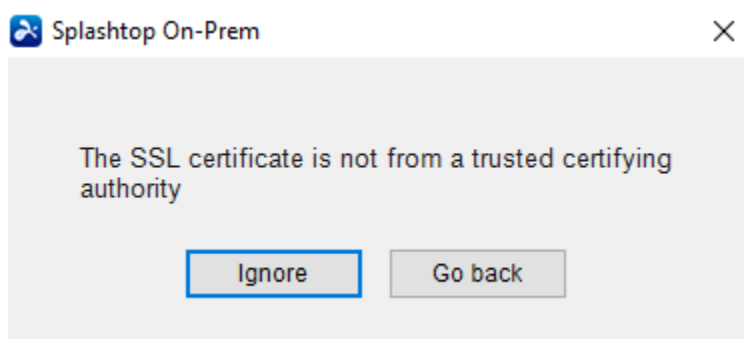 Splashtop On-Prem
The SSL certificate is not from a trusted certifying
authority
Ignore
Go back